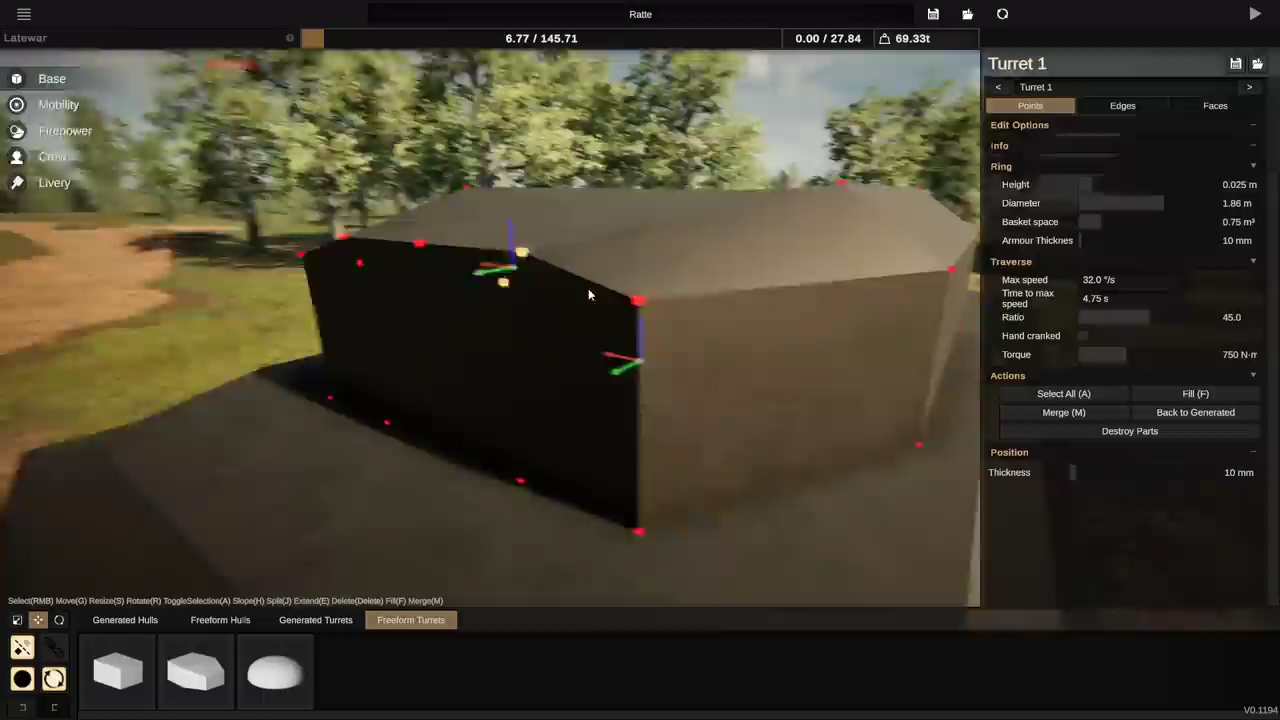 Ratte
Latewar
6.77 / 145.71
0.00 / 27.84
69.33t
Base
Mobility
Firepower
Crew
Livery
Turret 1
<
Turret 1
>
Points
Edges
Faces
Edit Options
Info
Ring
Height
0.025 m
Diameter
1.86 m
Basket space
0.75 m³
Armour Thicknes
10 mm
Traverse
Max speed
32.0 °/s
Time to max
speed
4.75 s
Ratio
45.0
Hand cranked
Torque
750 N·m
Actions
Select All (A)
Fill (F)
Merge (M)
Back to Generated
Destroy Parts
Position
Thickness
10 mm
Select(RMB) Move(G) Resize(S) Rotate(R) ToggleSelection(A) Slope(H) Split(J) Extend(E) Delete(Delete) Fill(F) Merge(M)
Generated Hulls
Freeform Hulls
Generated Turrets
Freeform Turrets
V0.1194